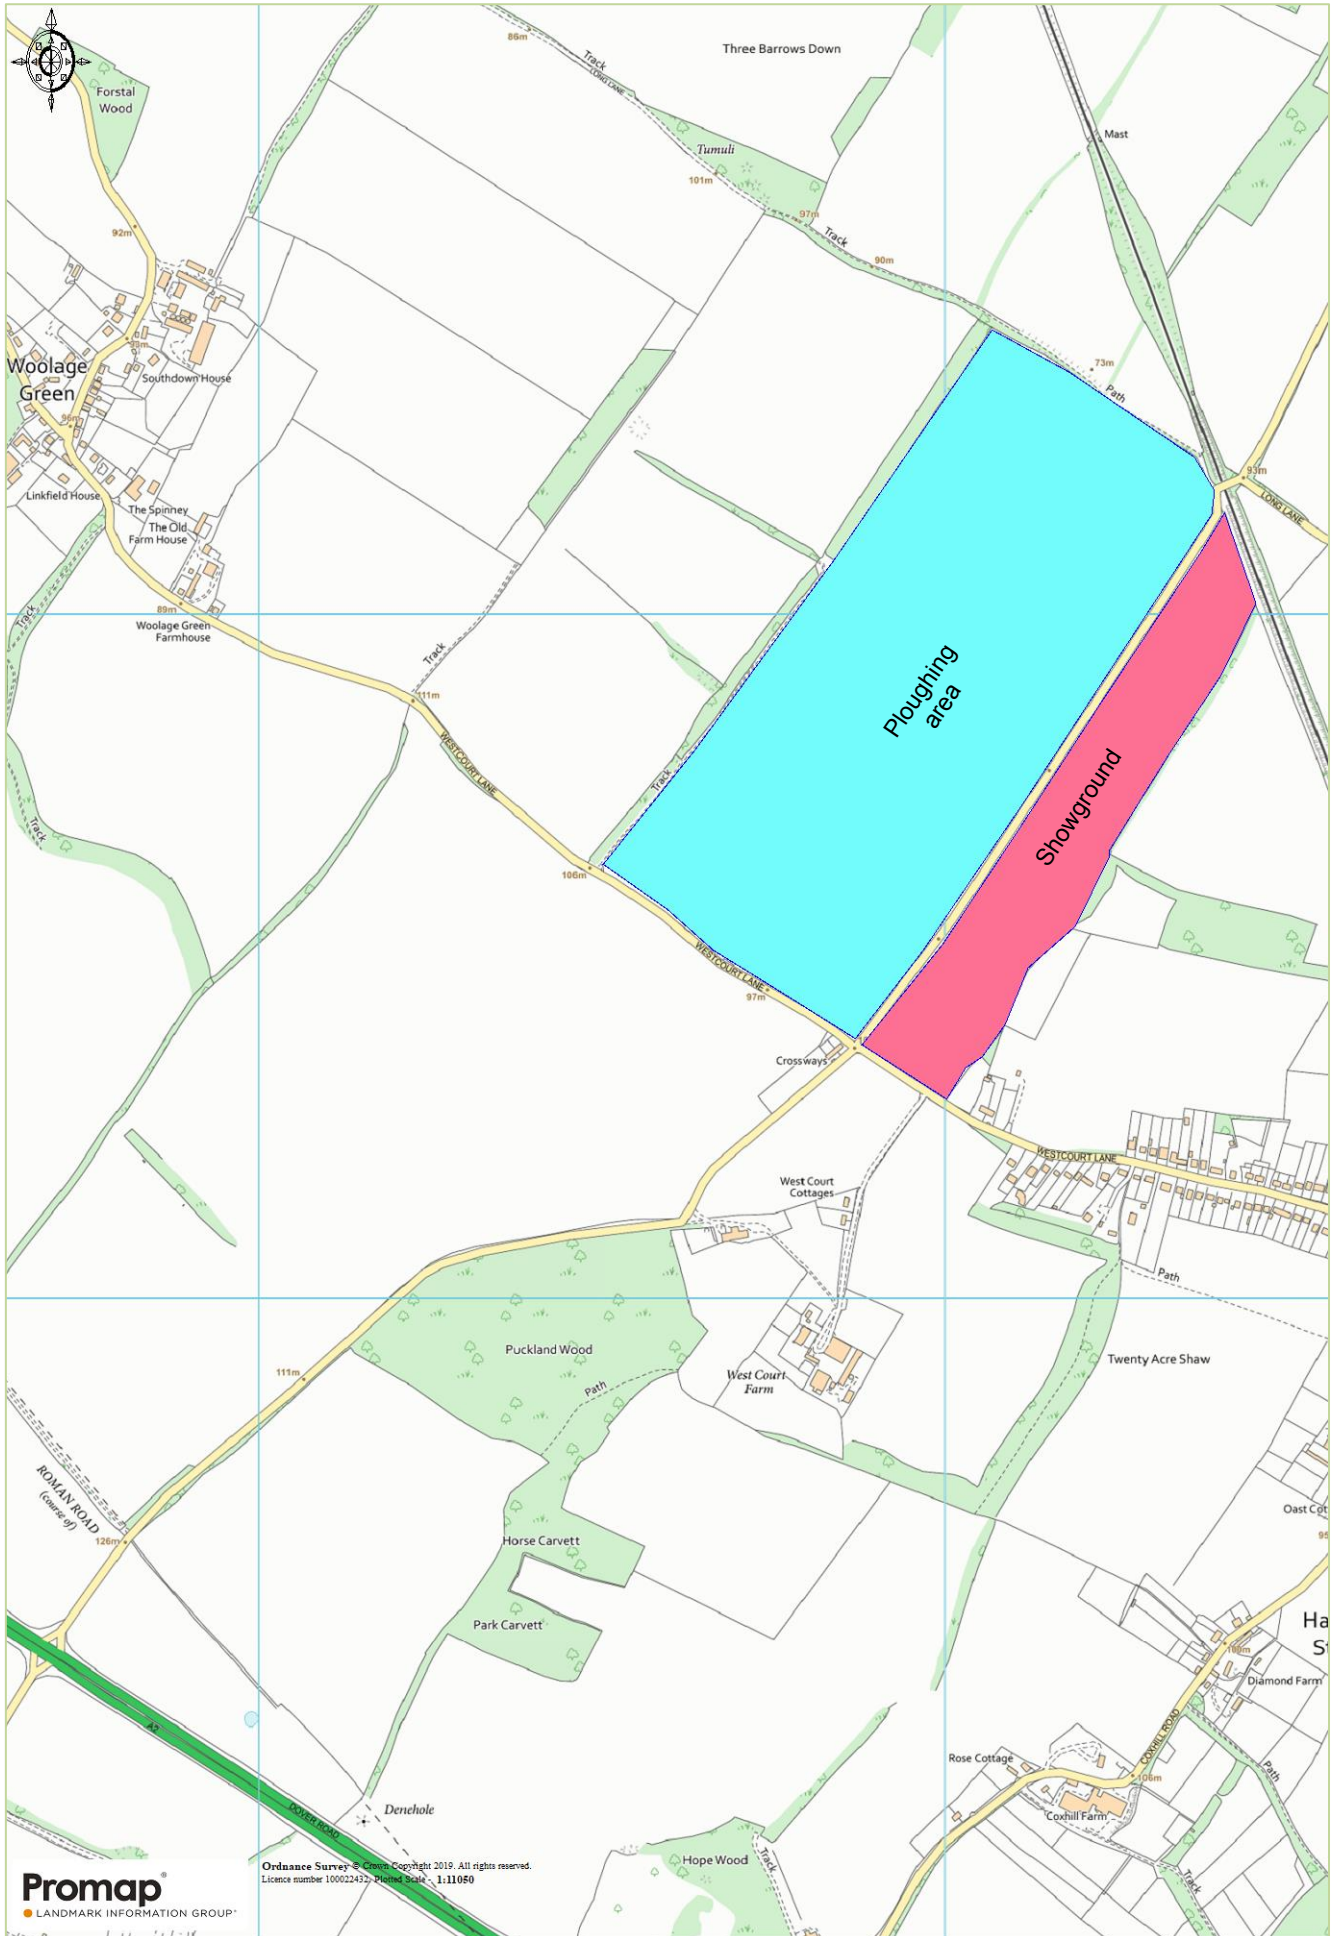 86m
Track
LONG LANE
Three Barrows Down
Forstal
Wood
Mast
Tumuli
101m
97m
92m
Track
90m
Woolage
Green
98m
Southdown House
73m
Path
96m
93m
LONG LANE
Linkfield House
The Spinney
The Old
Farm House
89m
Woolage Green
Farmhouse
Track
Track
111m
WESTCOURT LANE
Ploughing
area
Track
Showground
Track
106m
WESTCOURT LANE
97m
Crossways
WESTCOURT LANE
West Court
Cottages
Path
Puckland Wood
Twenty Acre Shaw
111m
Path
West Court
Farm
ROMAN ROAD
(course of)
126m
Horse Carvett
Oast Cot
95
Park Carvett
Ha
St
100m
Diamond Farm
A2
COXHILL ROAD
Rose Cottage
106m
Path
DOVER ROAD
Denehole
Coxhill Farm
Hope Wood
Track
Track
Promap
LANDMARK INFORMATION GROUP
Ordnance Survey © Crown Copyright 2019. All rights reserved.
Licence number 100022432. Plotted Scale - 1:11050